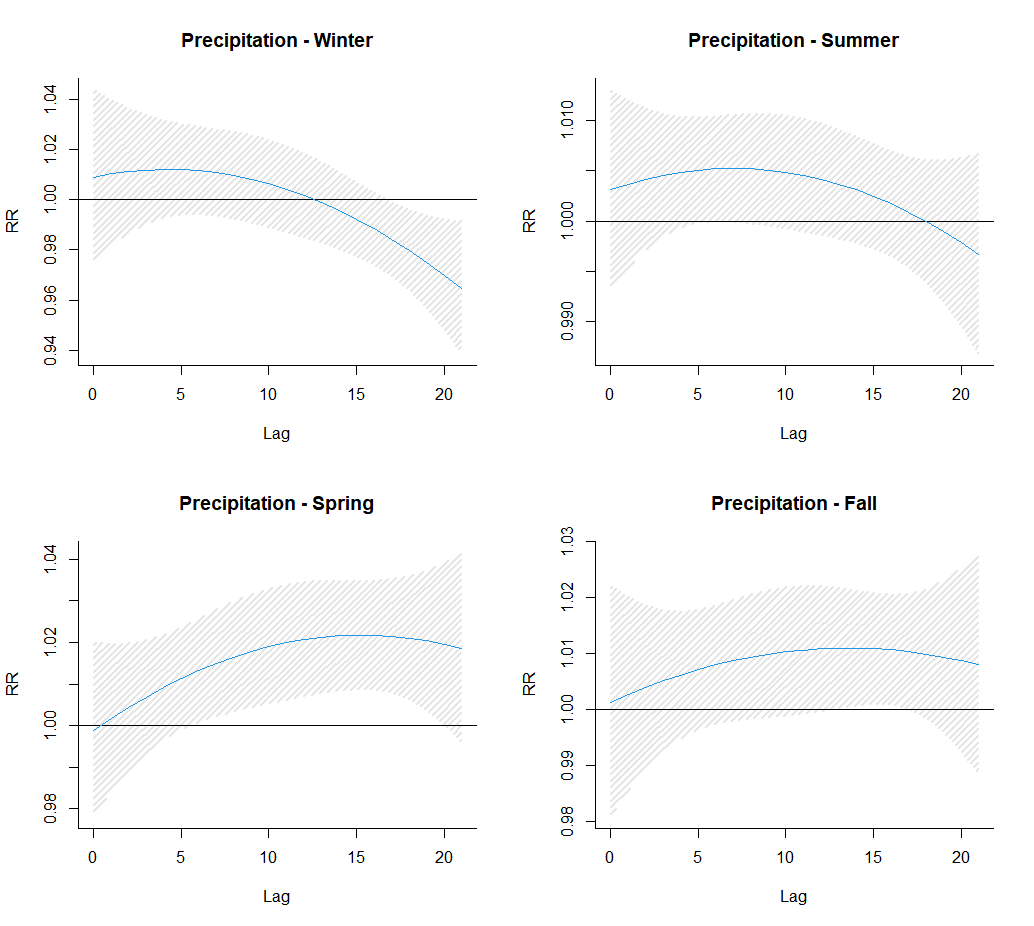 Precipitation - Winter
RR
1.04
1.02
1.00
0.98
0.96
0.94
0 5 10 15 20
Lag
Precipitation - Summer
RR
1.010
1.000
0.990
0 5 10 15 20
Lag
Precipitation - Spring
RR
1.04
1.02
1.00
0.98
0 5 10 15 20
Lag
Precipitation - Fall
RR
1.03
1.02
1.01
1.00
0.99
0.98
0 5 10 15 20
Lag